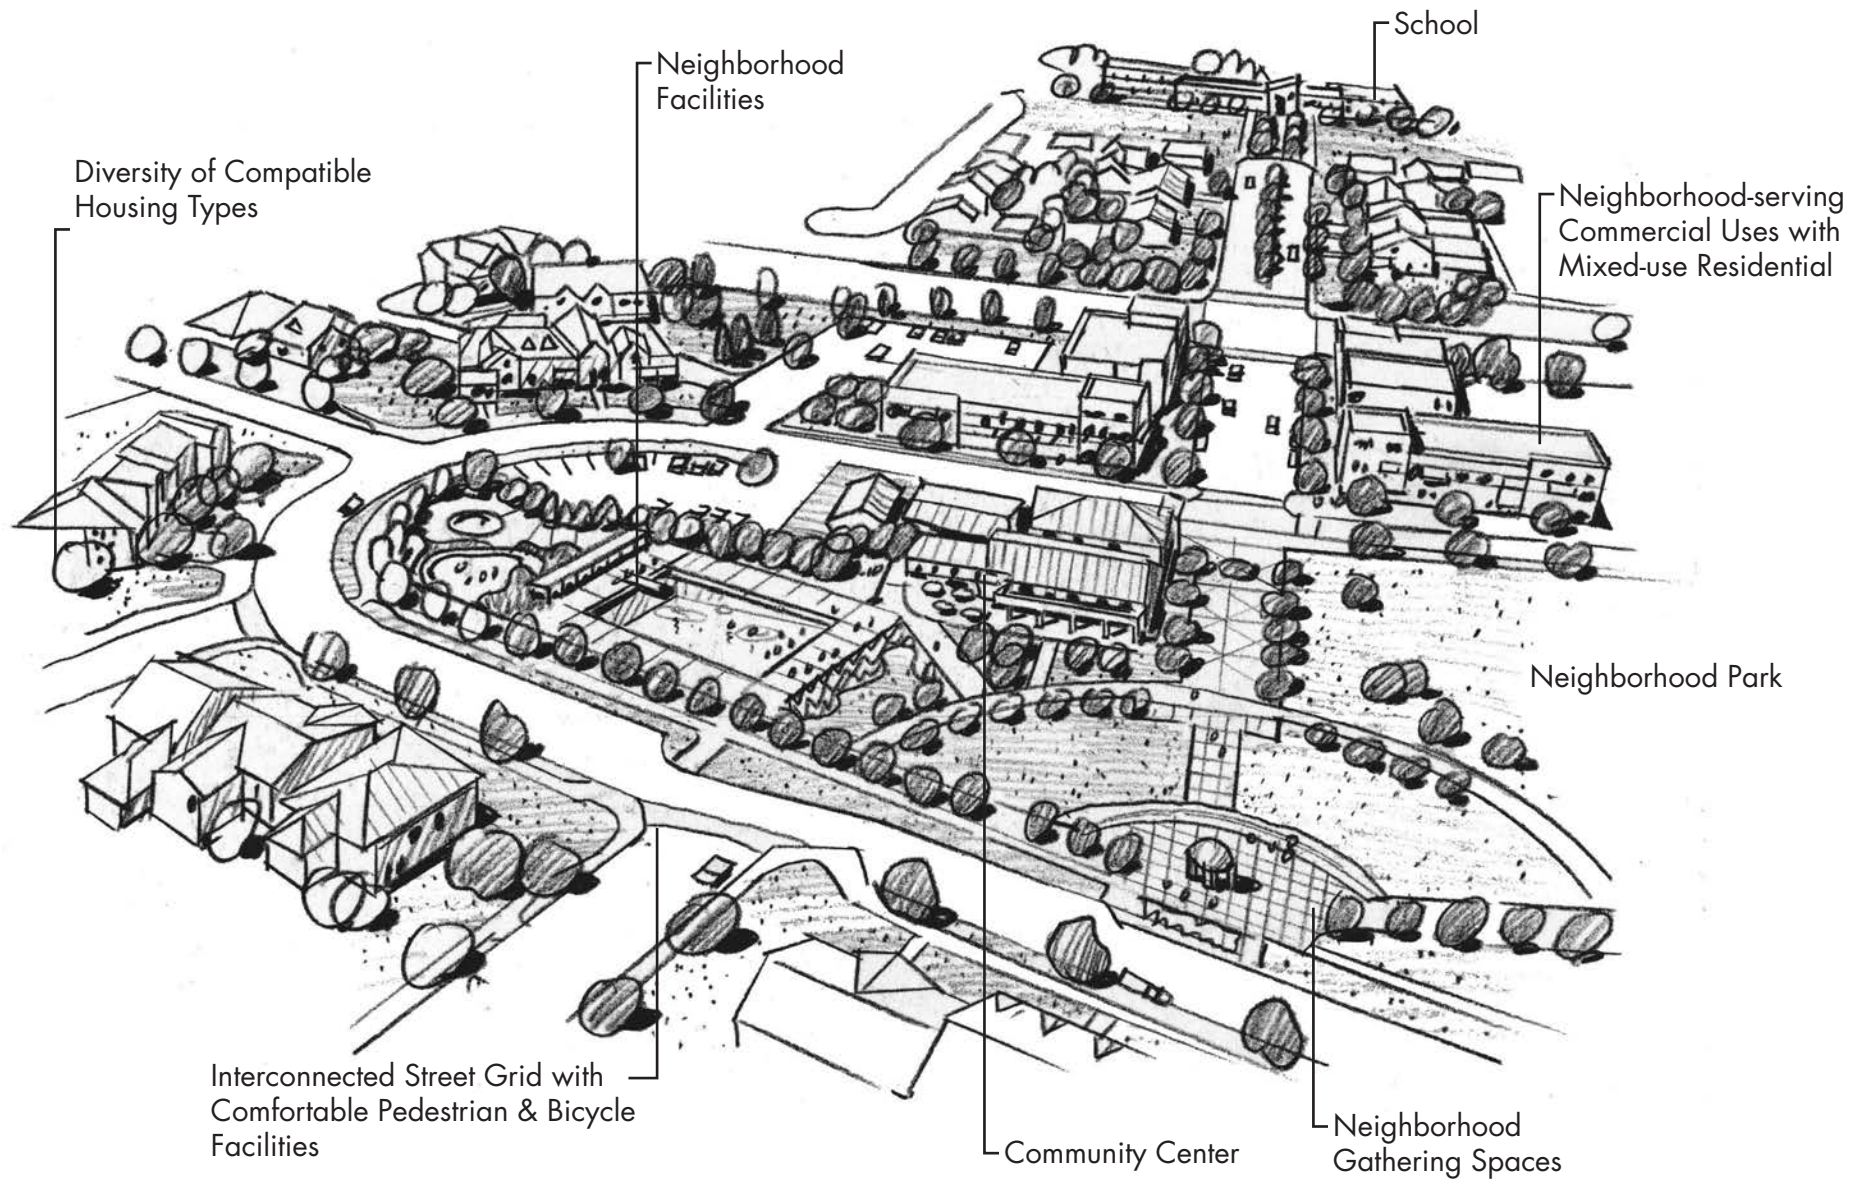 School
Neighborhood
Facilities
Diversity of Compatible
Housing Types
Neighborhood-serving
Commercial Uses with
Mixed-use Residential
Neighborhood Park
Interconnected Street Grid with
Comfortable Pedestrian & Bicycle
Facilities
Community Center
Neighborhood
Gathering Spaces